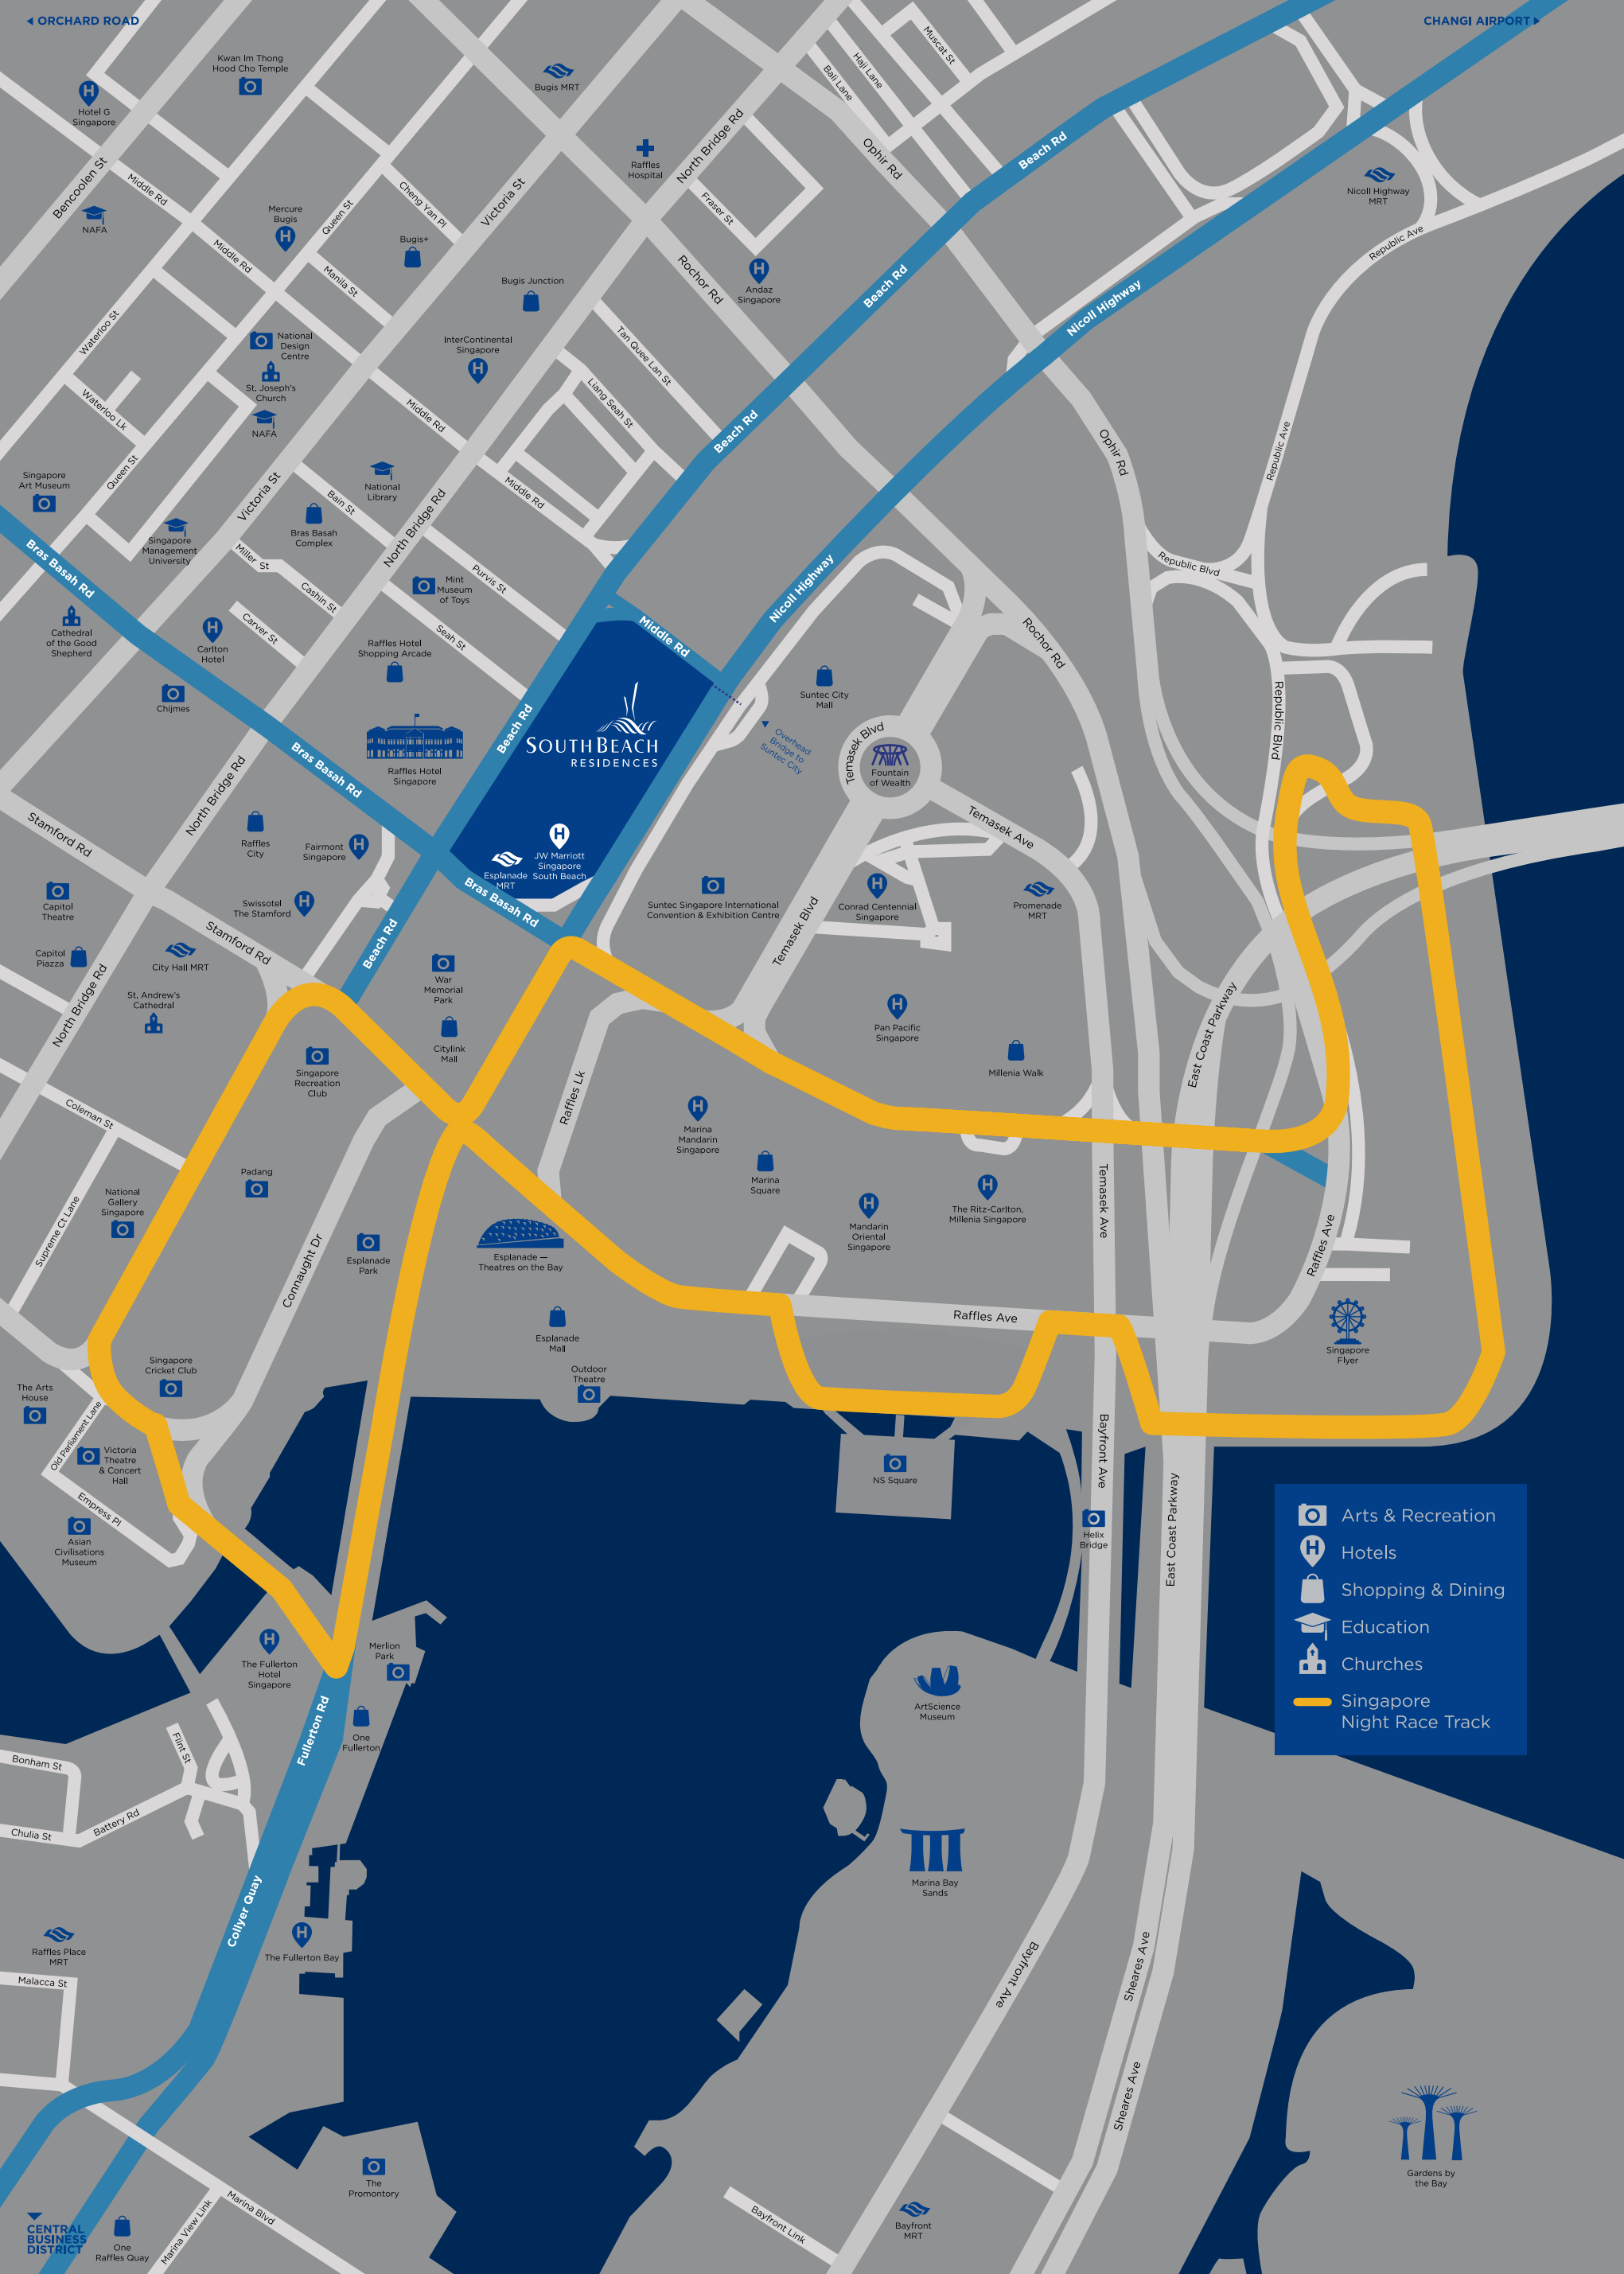 ORCHARD ROAD
CHANGI AIRPORT
Kwan Im Thong
Hood Cho Temple
Bugis MRT
Muscat St
Haji Lane
Bali Lane
Hotel G
Singapore
North Bridge Rd
Ophir Rd
Beach Rd
Raffles
Hospital
Bencoolen St
Middle Rd
Cheng Yan Pl
Victoria St
Fraser St
Nicoll Highway
MRT
NAFA
Mercure
Bugis
Queen St
Bugis+
Middle Rd
Republic Ave
Manila St
Bugis Junction
Rochor Rd
Andaz
Singapore
Beach Rd
Nicoll Highway
Waterloo St
National
Design
Centre
InterContinental
Singapore
Tan Quee Lan St
St. Joseph's
Church
Waterloo Lk
NAFA
Middle Rd
Liang Seah St
Beach Rd
Ophir Rd
Republic Ave
Singapore
Art Museum
Queen St
Victoria St
National
Library
Middle Rd
Bain St
North Bridge Rd
Bras Basah
Complex
Singapore
Management
University
Miller St
Bras Basah Rd
Cashin St
Mint
Museum
of Toys
Purvis St
Nicoll Highway
Republic Blvd
Cathedral
of the Good
Shepherd
Carlton
Hotel
Carver St
Raffles Hotel
Shopping Arcade
Seah St
Middle Rd
Rochor Rd
Chijmes
Suntec City
Mall
Republic Blvd
Beach Rd
SOUTHBEACH
RESIDENCES
Overhead
Bridge to
Suntec City
Temasek Blvd
Fountain
of Wealth
Bras Basah Rd
Raffles Hotel
Singapore
North Bridge Rd
Stamford Rd
Raffles
City
Fairmont
Singapore
Temasek Ave
Esplanade
MRT
JW Marriott
Singapore
South Beach
Bras Basah Rd
Capitol
Theatre
Swissotel
The Stamford
Suntec Singapore International
Convention & Exhibition Centre
Conrad Centennial
Singapore
Promenade
MRT
Temasek Blvd
Beach Rd
Stamford Rd
Capitol
Piazza
City Hall MRT
North Bridge Rd
St. Andrew's
Cathedral
War
Memorial
Park
Citylink
Mall
Pan Pacific
Singapore
Millenia Walk
East Coast Parkway
Singapore
Recreation
Club
Raffles Lk
Coleman St
Marina
Mandarin
Singapore
Marina
Square
Padang
National
Gallery
Singapore
Supreme Ct Lane
Connaught Dr
Esplanade
Park
Esplanade —
Theatres on the Bay
Mandarin
Oriental
Singapore
The Ritz-Carlton,
Millenia Singapore
Temasek Ave
Raffles Ave
Raffles Ave
Singapore
Flyer
Esplanade
Mall
Singapore
Cricket Club
Outdoor
Theatre
The Arts
House
Old Parliament Lane
Victoria
Theatre
& Concert
Hall
Bayfront Ave
NS Square
Empress Pl
Asian
Civilisations
Museum
Helix
Bridge
East Coast Parkway
Arts & Recreation
Hotels
Shopping & Dining
Education
Churches
Singapore
Night Race Track
The Fullerton
Hotel
Singapore
Merlion
Park
Fullerton Rd
One
Fullerton
ArtScience
Museum
Flint St
Bonham St
Battery Rd
Chulia St
Marina Bay
Sands
Collyer Quay
Raffles Place
MRT
The Fullerton Bay
Malacca St
Bayfront Ave
Sheares Ave
Sheares Ave
The
Promontory
Gardens by
the Bay
CENTRAL
BUSINESS
DISTRICT
One
Raffles Quay
Marina View Link
Marina Blvd
Bayfront Link
Bayfront
MRT